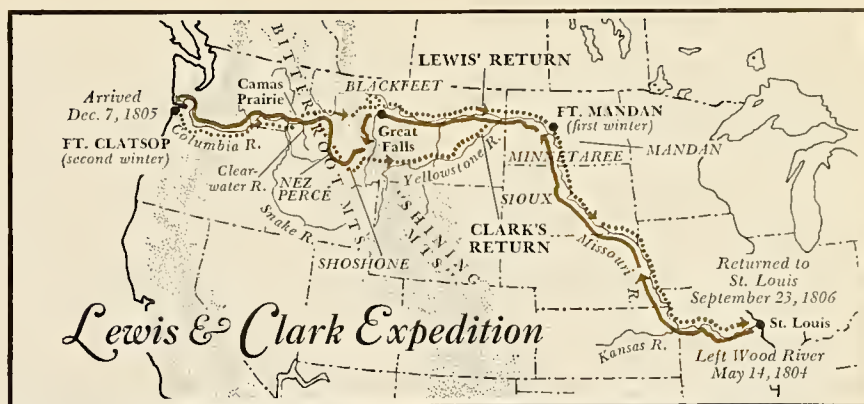 LEWIS' RETURN
BITTERROOT MTS.
BLACKFEET
Camas
Prairie
Arrived
Dec. 7, 1805
FT. MANDAN
(first winter)
FT. CLATSOP
(second winter)
Columbia R.
Great
Falls
MANDAN
MINNETAREE
Clear-
water R.
NEZ
PERCÉ
Yellowstone R.
SIOUX
Snake R.
"SHINING
MTS."
CLARK'S
RETURN
SHOSHONE
Missouri R.
Returned to
St. Louis
September 23, 1806
Lewis & Clark Expedition
St. Louis
Kansas R.
Left Wood River
May 14, 1804